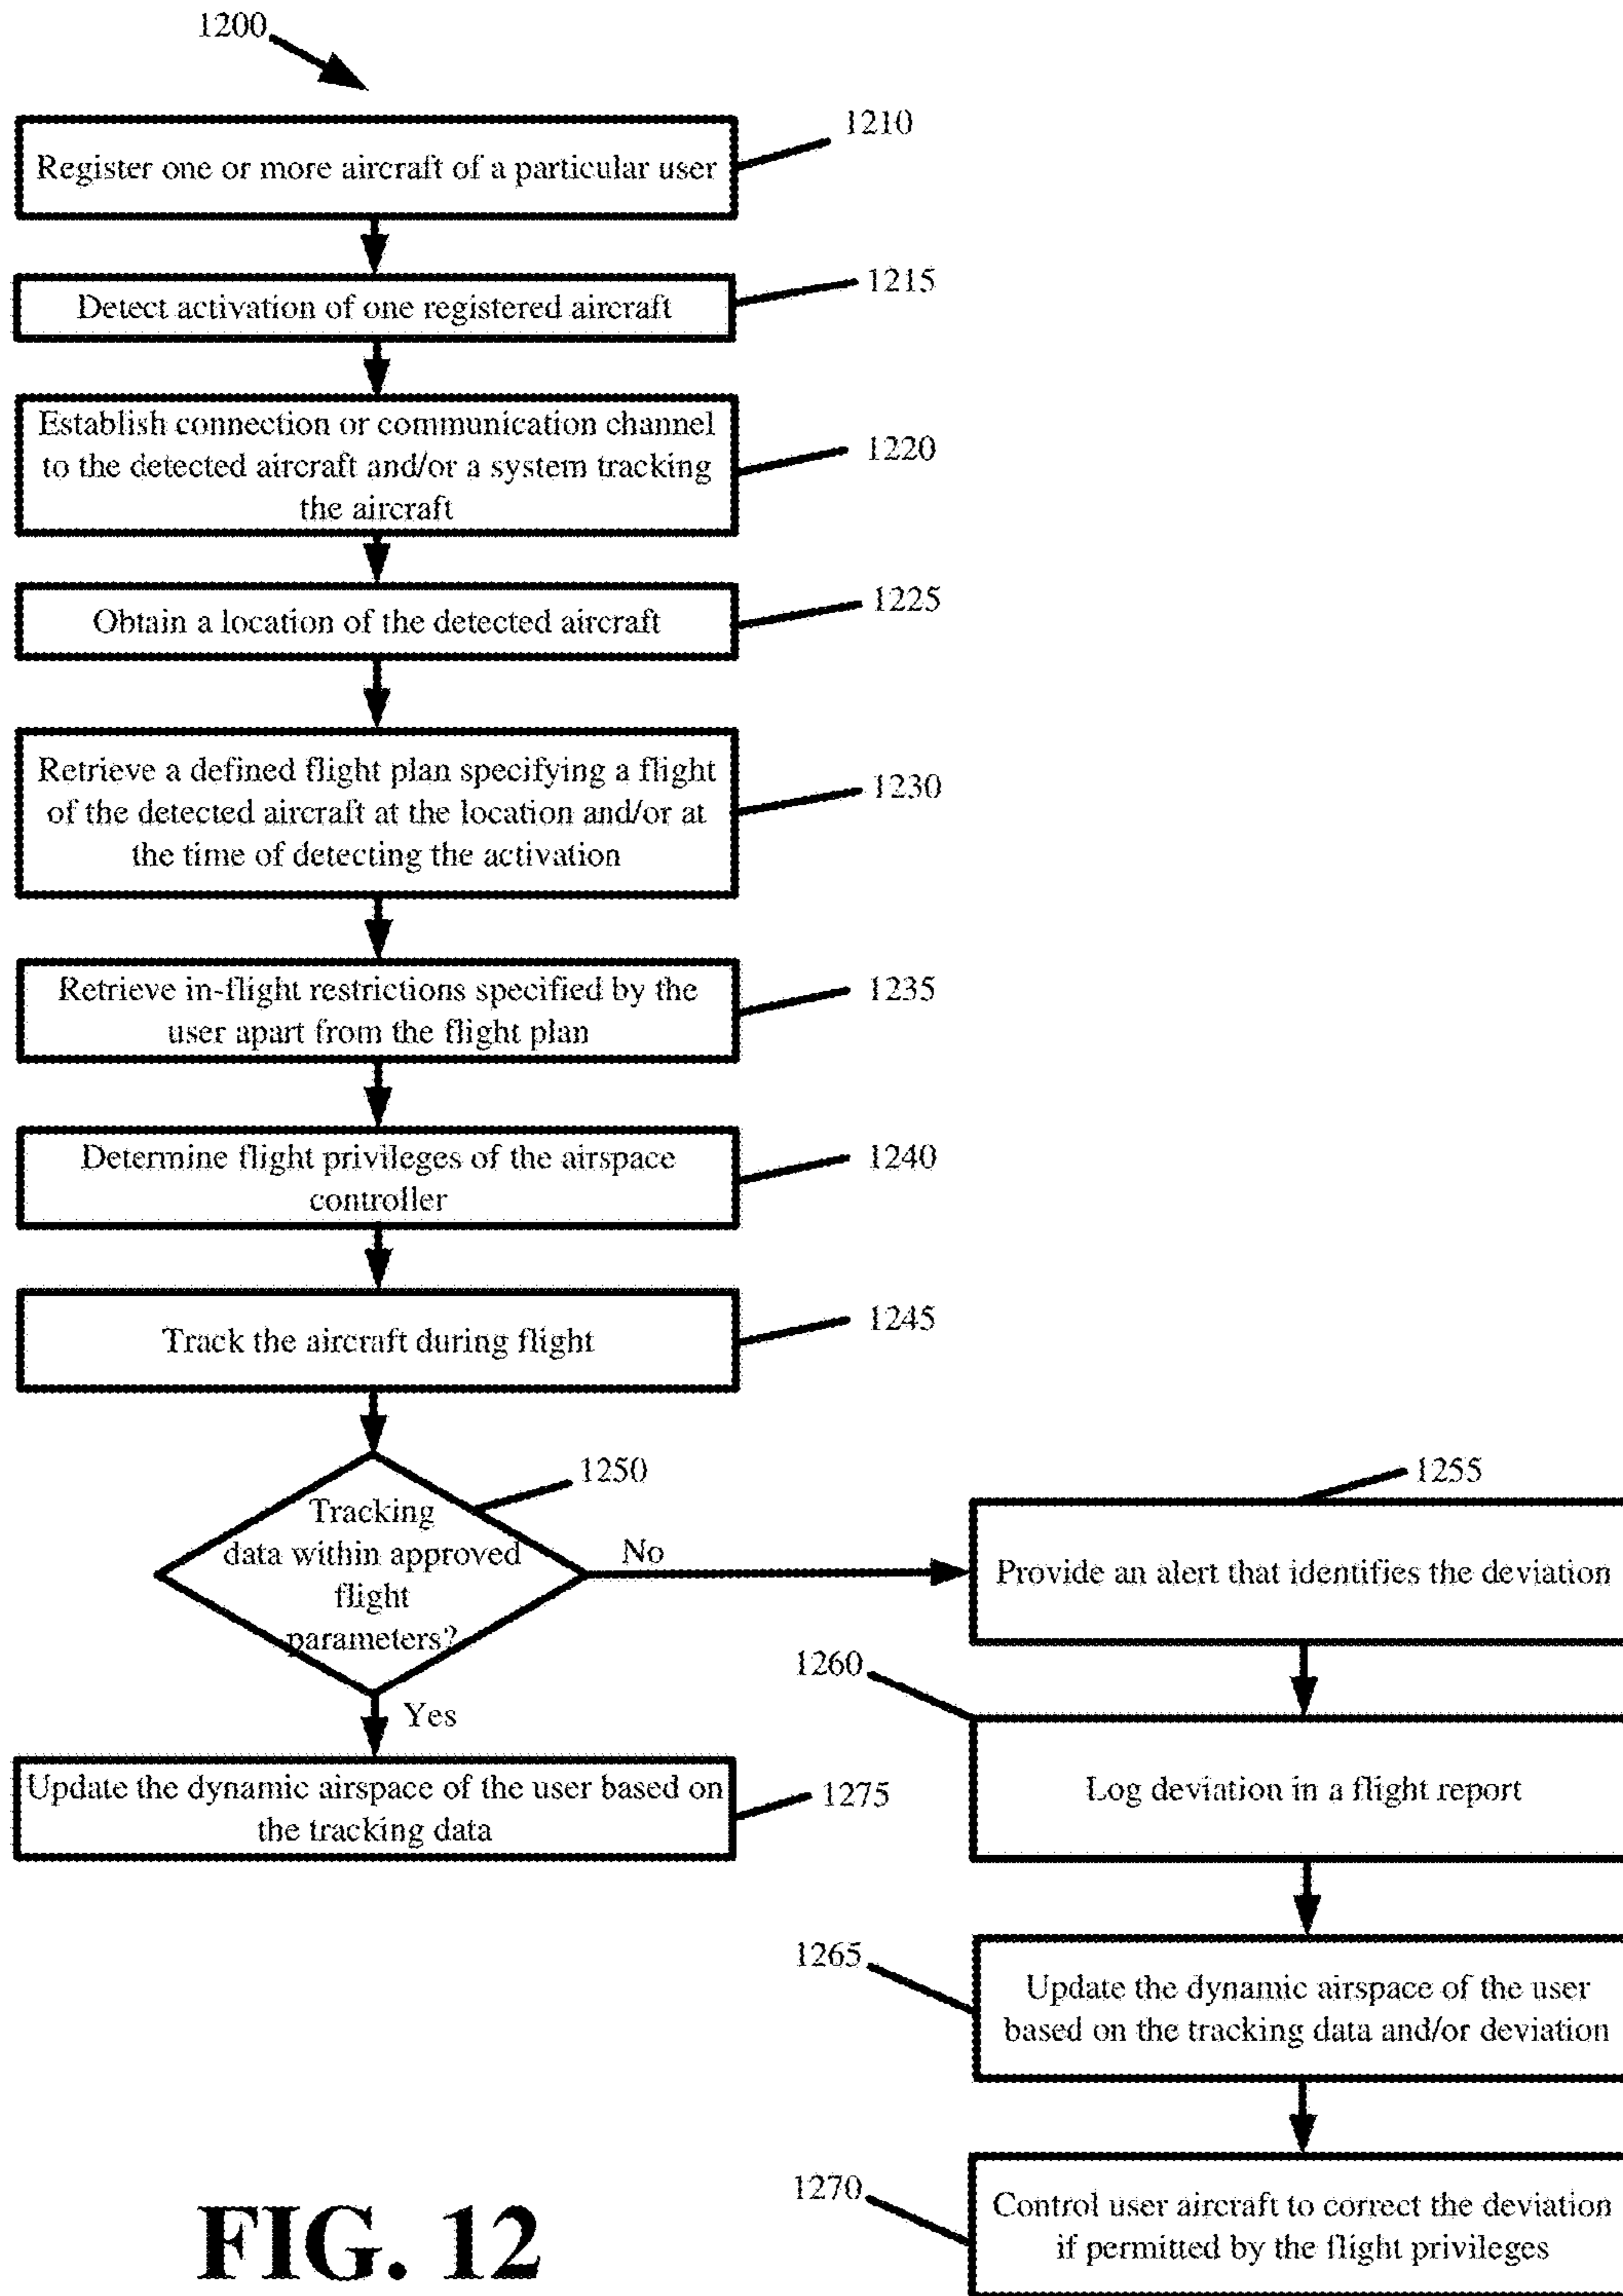 1200
1210
Register one or more aircraft of a particular user
1215
Detect activation of one registered aircraft
Establish connection or communication channel
to the detected aircraft and/or a system tracking
the aircraft
1220
1225
Obtain a location of the detected aircraft
Retrieve a defined flight plan specifying a flight
of the detected aircraft at the location and/or at
the time of detecting the activation
1230
Retrieve in-flight restrictions specified by the
user apart from the flight plan
1235
Determine flight privileges of the airspace
controller
1240
1245
Track the aircraft during flight
1250
Tracking
data within approved
flight
parameters?
No
Yes
1255
Provide an alert that identifies the deviation
1260
Log deviation in a flight report
Update the dynamic airspace of the user based on
the tracking data
1275
1265
Update the dynamic airspace of the user
based on the tracking data and/or deviation
1270
Control user aircraft to correct the deviation
if permitted by the flight privileges
FIG. 12